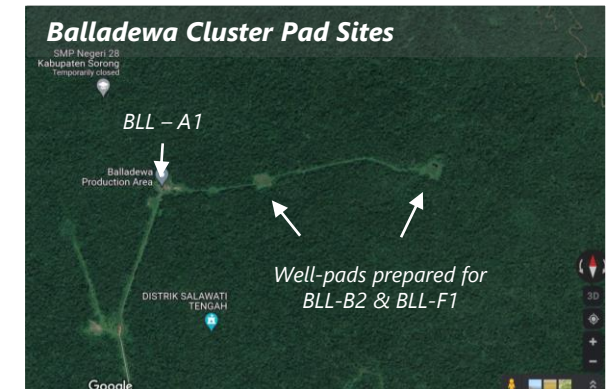 Balladewa Cluster Pad Sites
SMP Negeri 28
Kabupaten Sorong
Temporarily closed
BLL – A1
Balladewa
Production Area
Well-pads prepared for
BLL-B2 & BLL-F1
DISTRIK SALAWATI
TENGAH
3D
Google